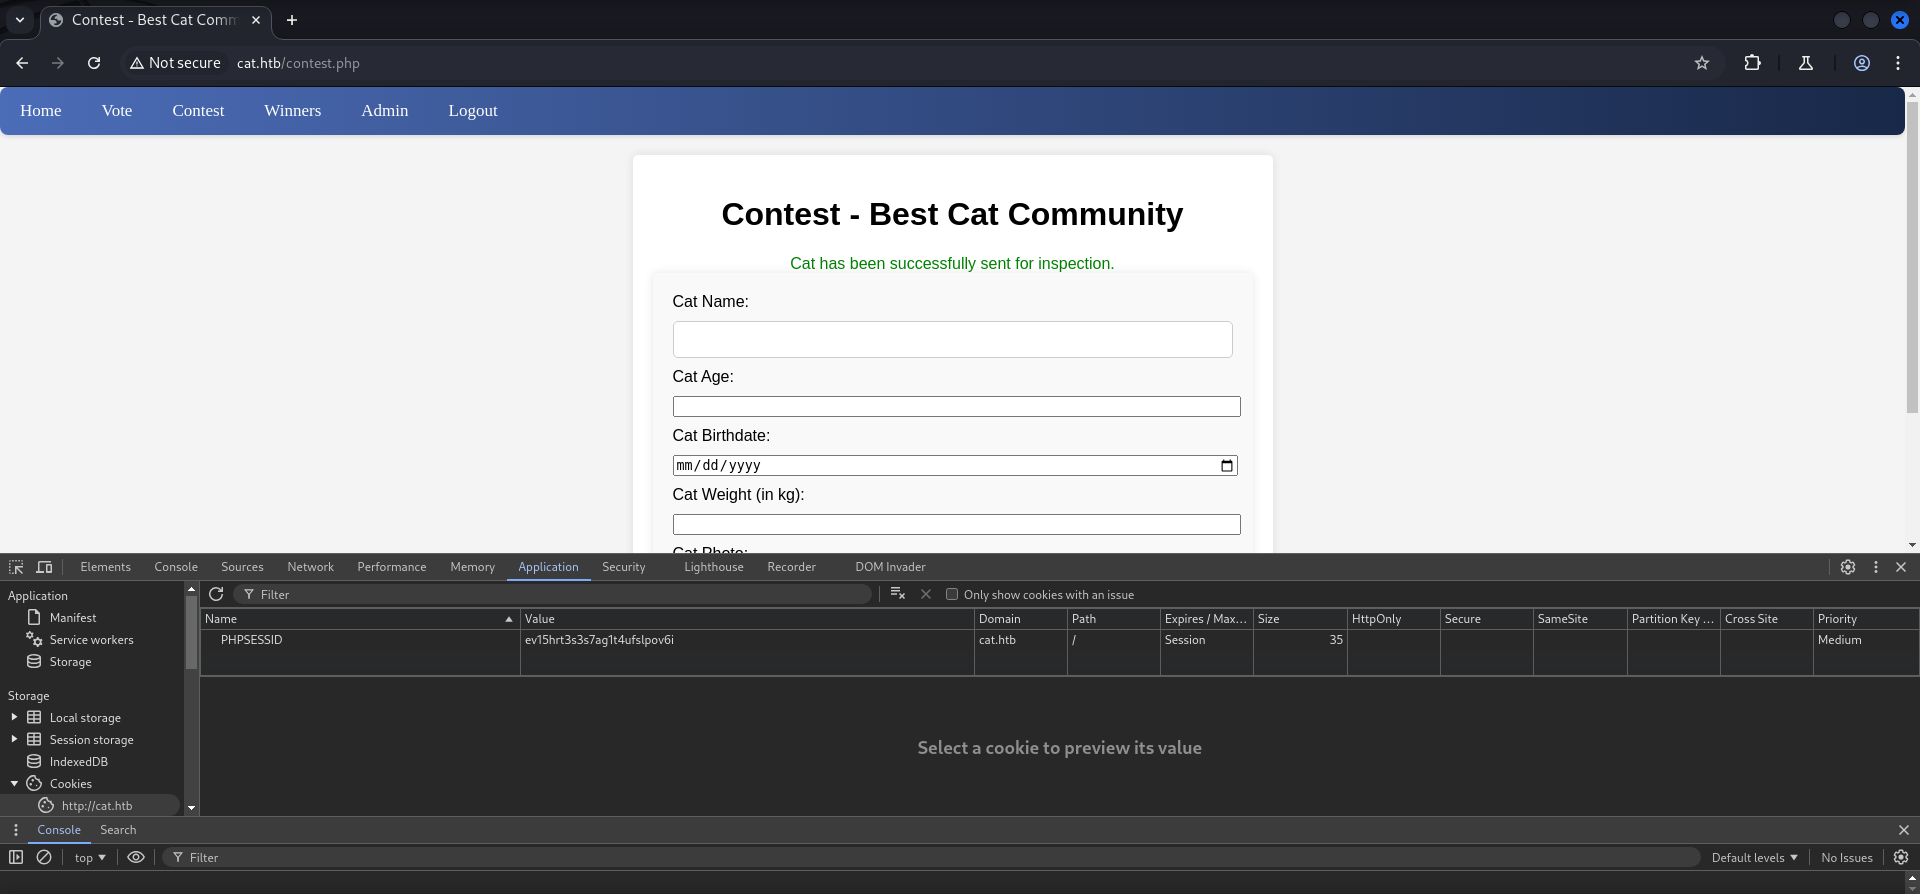 Contest - Best Cat Comm
Not secure cat.htb/contest.php
Home Vote Contest Winners Admin Logout
Contest - Best Cat Community
Cat has been successfully sent for inspection.
Cat Name:
Cat Age:
Cat Birthdate:
mm/dd/yyyy
Cat Weight (in kg):
Cat Photo:
Elements Console Sources Network Performance Memory Application Security Lighthouse Recorder DOM Invader
Application
Manifest
Service workers
Storage
Storage
Local storage
Session storage
IndexedDB
Cookies
http://cat.htb
Filter Only show cookies with an issue
Name Value Domain Path Expires / Max... Size HttpOnly Secure SameSite Partition Key ... Cross Site Priority
PHPSESSID ev15hrt3s3s7ag1t4ufslpov6i cat.htb / Session 35 Medium
Select a cookie to preview its value
Console Search
top Filter Default levels No Issues